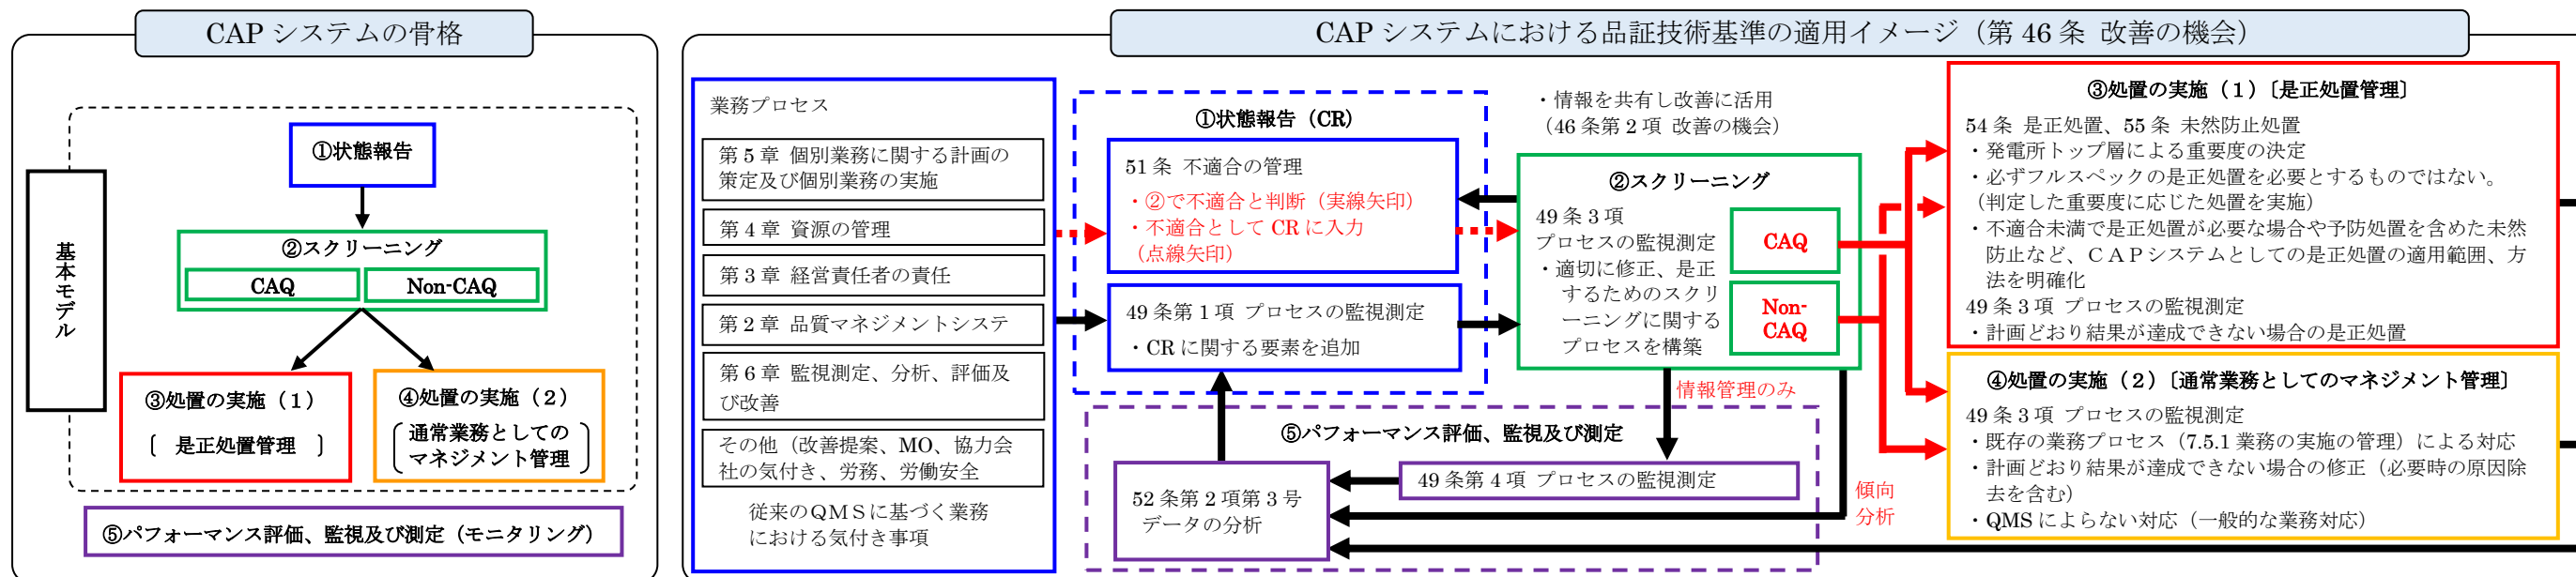 CAP システムの骨格
基本モデル
①状態報告
②スクリーニング
CAQ
Non-CAQ
③処置の実施（１）
〔 是正処置管理 〕
④処置の実施（２）
通常業務としての
マネジメント管理
⑤パフォーマンス評価、監視及び測定（モニタリング）
CAP システムにおける品証技術基準の適用イメージ（第 46 条 改善の機会）
業務プロセス
第 5 章 個別業務に関する計画の
策定及び個別業務の実施
第 4 章 資源の管理
第 3 章 経営責任者の責任
第 2 章 品質マネジメントシステ
第 6 章 監視測定、分析、評価及
び改善
その他（改善提案、MO、協力会
社の気付き、労務、労働安全
従来のＱＭＳに基づく業務
における気付き事項
①状態報告（CR）
51 条 不適合の管理
・②で不適合と判断（実線矢印）
・不適合として CR に入力
（点線矢印）
49 条第 1 項 プロセスの監視測定
・CR に関する要素を追加
・情報を共有し改善に活用
（46 条第 2 項 改善の機会）
②スクリーニング
49 条 3 項
プロセスの監視測定
・適切に修正、是正
するためのスクリ
ーニングに関する
プロセスを構築
CAQ
Non-
CAQ
情報管理のみ
傾向
分析
⑤パフォーマンス評価、監視及び測定
49 条第 4 項 プロセスの監視測定
52 条第 2 項第 3 号
データの分析
③処置の実施（１）〔是正処置管理〕
54 条 是正処置、55 条 未然防止処置
・発電所トップ層による重要度の決定
・必ずフルスペックの是正処置を必要とするものではない。
（判定した重要度に応じた処置を実施）
・不適合未満で是正処置が必要な場合や予防処置を含めた未然
防止など、ＣＡＰシステムとしての是正処置の適用範囲、方
法を明確化
49 条 3 項 プロセスの監視測定
・計画どおり結果が達成できない場合の是正処置
④処置の実施（２）〔通常業務としてのマネジメント管理〕
49 条 3 項 プロセスの監視測定
・既存の業務プロセス（7.5.1 業務の実施の管理）による対応
・計画どおり結果が達成できない場合の修正（必要時の原因除
去を含む）
・QMS によらない対応（一般的な業務対応）